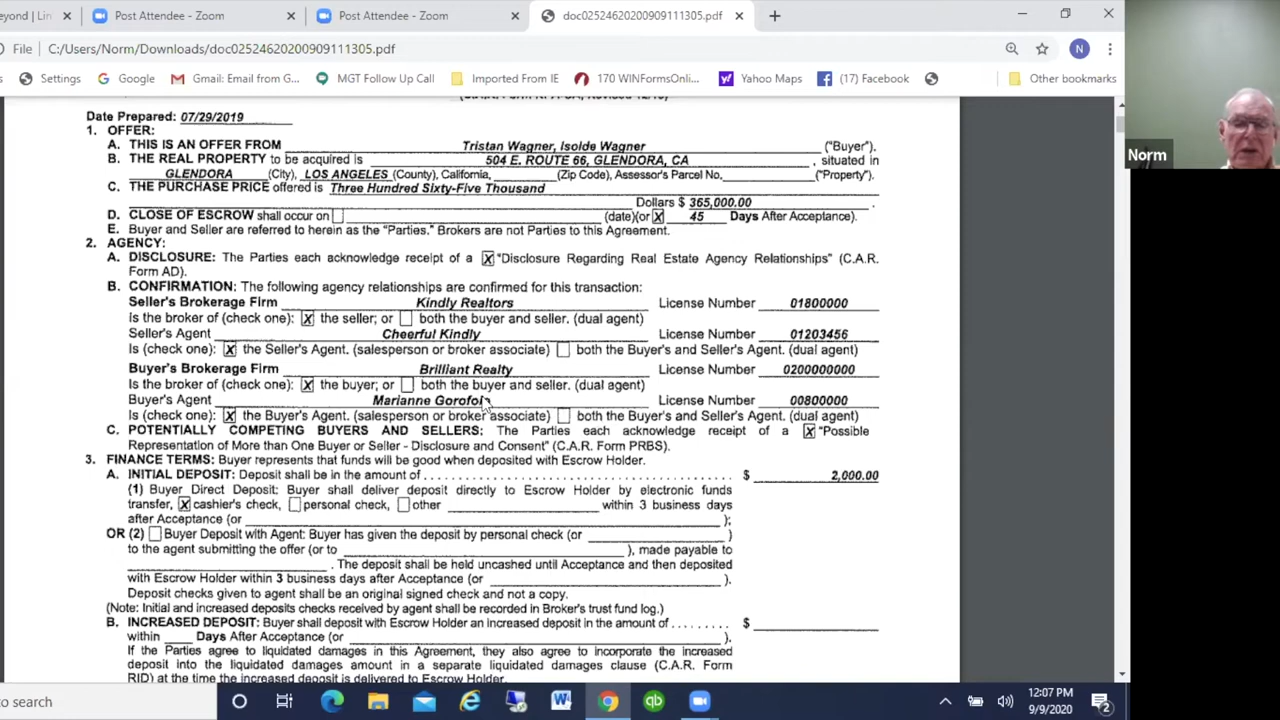 eyond | Lin
Post Attendee - Zoom
Post Attendee - Zoom
doc02524620200909111305.pdf
File C:/Users/Norm/Downloads/doc02524620200909111305.pdf
N
Settings
Google
Gmail: Email from G...
MGT Follow Up Call
Imported From IE
170 WINFormsOnli...
Yahoo Maps
(17) Facebook
Other bookmarks
Date Prepared: 07/29/2019
1. OFFER:
A. THIS IS AN OFFER FROM Tristan Wagner, Isolde Wagner ("Buyer").
B. THE REAL PROPERTY to be acquired is 504 E. ROUTE 66, GLENDORA, CA , situated in
GLENDORA (City), LOS ANGELES (County), California, (Zip Code), Assessor's Parcel No. ("Property").
C. THE PURCHASE PRICE offered is Three Hundred Sixty-Five Thousand
Dollars $ 365,000.00 .
D. CLOSE OF ESCROW shall occur on (date)(or X 45 Days After Acceptance).
E. Buyer and Seller are referred to herein as the "Parties." Brokers are not Parties to this Agreement.
2. AGENCY:
A. DISCLOSURE: The Parties each acknowledge receipt of a X "Disclosure Regarding Real Estate Agency Relationships" (C.A.R.
Form AD).
B. CONFIRMATION: The following agency relationships are confirmed for this transaction:
Seller's Brokerage Firm Kindly Realtors License Number 01800000
Is the broker of (check one): X the seller; or both the buyer and seller. (dual agent)
Seller's Agent Cheerful Kindly License Number 01203456
Is (check one): X the Seller's Agent. (salesperson or broker associate) both the Buyer's and Seller's Agent. (dual agent)
Buyer's Brokerage Firm Brilliant Realty License Number 0200000000
Is the broker of (check one): X the buyer; or both the buyer and seller. (dual agent)
Buyer's Agent Marianne License Number 00800000
Is (check one): X the Buyer's Agent. (salesperson or broker associate) both the Buyer's and Seller's Agent. (dual agent)
C. POTENTIALLY COMPETING BUYERS AND SELLERS: The Parties each acknowledge receipt of a X "Possible
Representation of More than One Buyer or Seller - Disclosure and Consent" (C.A.R. Form PRBS).
3. FINANCE TERMS: Buyer represents that funds will be good when deposited with Escrow Holder.
A. INITIAL DEPOSIT: Deposit shall be in the amount of $ 2,000.00
(1) Buyer Direct Deposit: Buyer shall deliver deposit directly to Escrow Holder by electronic funds
transfer, X cashier's check, personal check, other within 3 business days
after Acceptance (or );
OR (2) Buyer Deposit with Agent: Buyer has given the deposit by personal check (or )
to the agent submitting the offer (or to ), made payable to
. The deposit shall be held uncashed until Acceptance and then deposited
with Escrow Holder within 3 business days after Acceptance (or ).
Deposit checks given to agent shall be an original signed check and not a copy.
(Note: Initial and increased deposits checks received by agent shall be recorded in Broker's trust fund log.)
B. INCREASED DEPOSIT: Buyer shall deposit with Escrow Holder an increased deposit in the amount of $
within Days After Acceptance (or ).
If the Parties agree to liquidated damages in this Agreement, they also agree to incorporate the increased
deposit into the liquidated damages amount in a separate liquidated damages clause (C.A.R. Form
RID) at the time the increased deposit is delivered to Escrow Holder.
Norm
to search
12:07 PM
9/9/2020
2